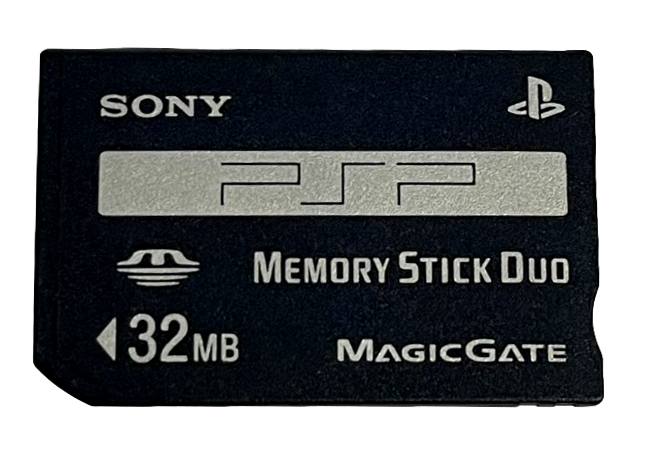 SONY
PSP
MEMORY STICK DUO
32MB
MAGICGATE